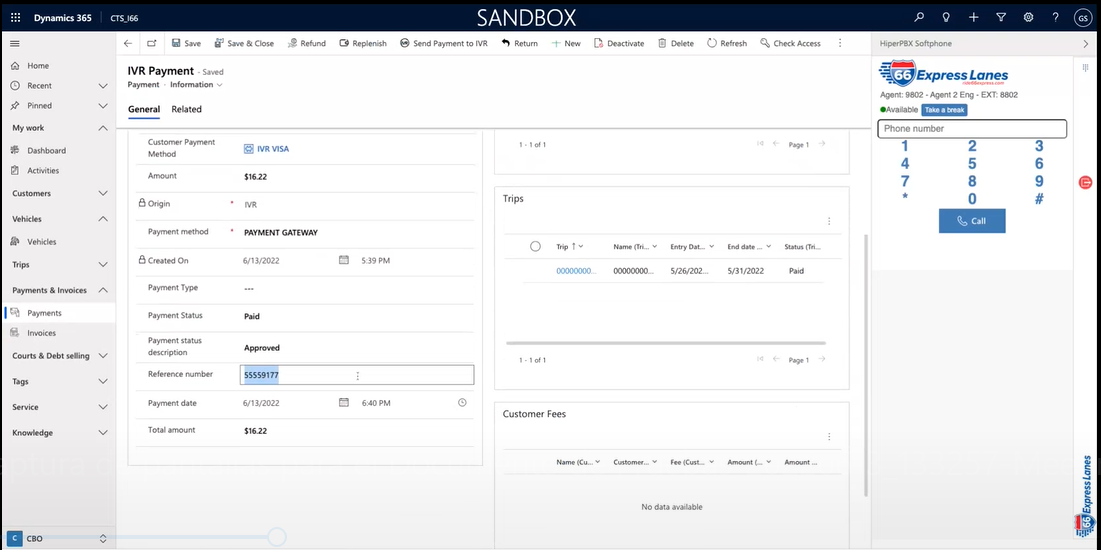 Dynamics 365
CTS_I66
SANDBOX
GS
Save
Save & Close
Refund
Replenish
Send Payment to IVR
Return
New
Deactivate
Delete
Refresh
Check Access
HiperPBX Softphone
Home
Recent
Pinned
My work
Dashboard
Activities
Customers
Vehicles
Vehicles
Trips
Payments & Invoices
Payments
Invoices
Courts & Debt selling
Tags
Service
Knowledge
C CBO
IVR Payment - Saved
Payment · Information
General Related
Customer Payment
Method
IVR VISA
Amount $16.22
Origin * IVR
Payment method * PAYMENT GATEWAY
Created On 6/13/2022 5:39 PM
Payment Type ---
Payment Status Paid
Payment status
description
Approved
Reference number 55559177
Payment date 6/13/2022 6:40 PM
Total amount $16.22
1 - 1 of 1 Page 1
Trips
Trip ↑ Name (Tri... Entry Dat... End date ... Status (Tri...
00000000... 00000000... 5/26/202... 5/31/2022 Paid
1 - 1 of 1 Page 1
Customer Fees
Name (Cu... Customer... Fee (Cust... Amount (... Amount ...
No data available
66 Express Lanes
Agent: 9802 - Agent 2 Eng - EXT: 8802
Available Take a break
Phone number
1 2 3
4 5 6
7 8 9
* 0 #
Call
66 Express Lanes